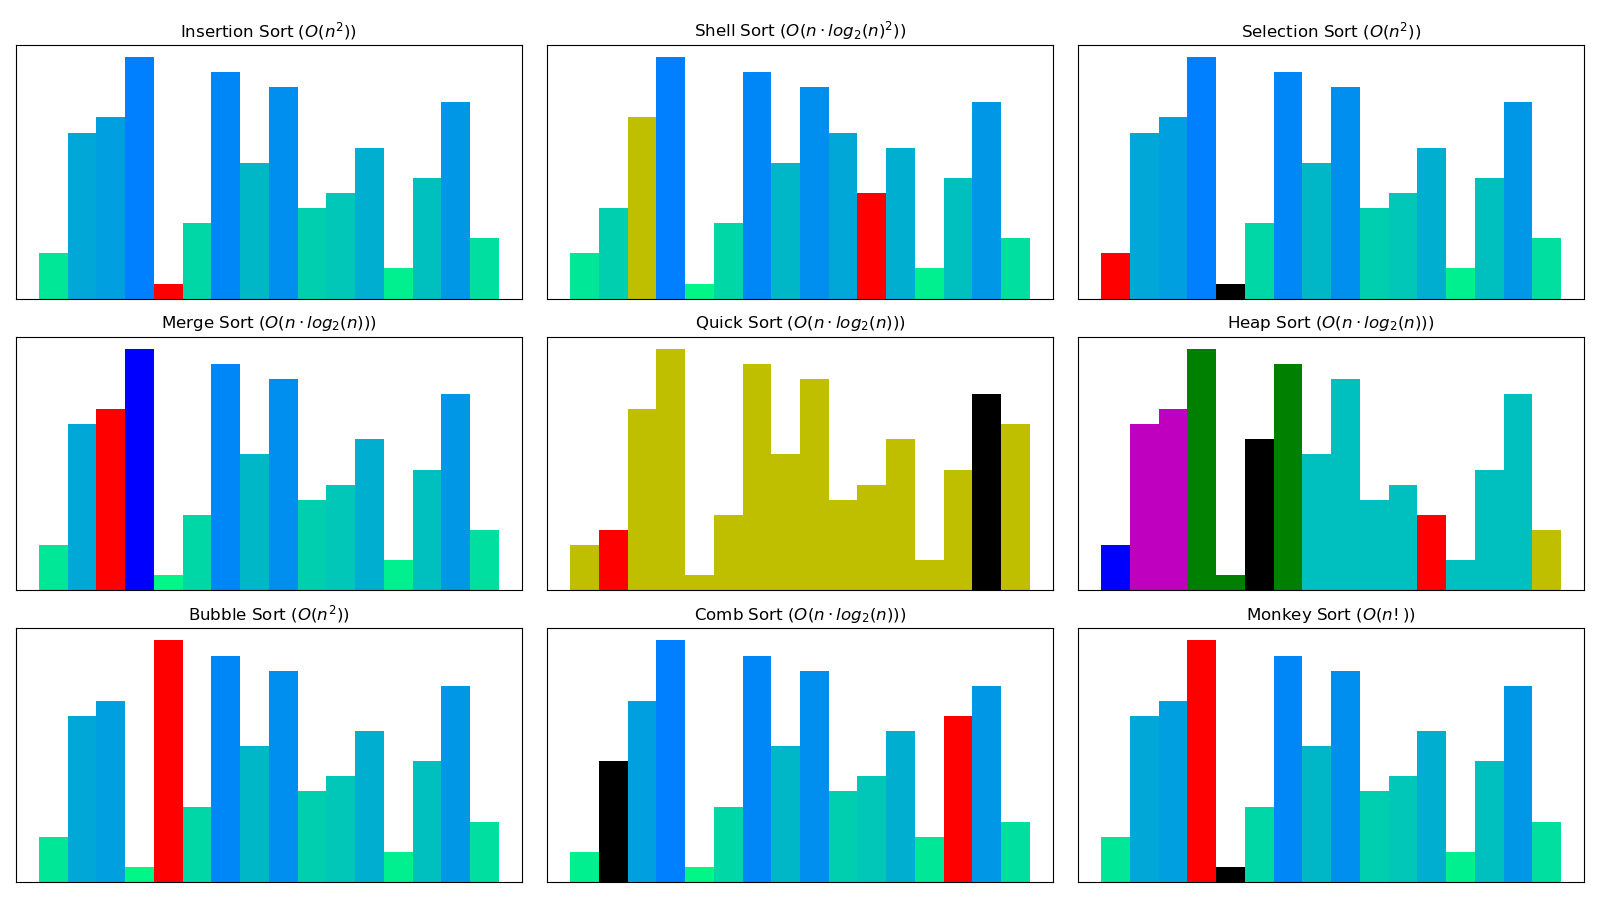 Insertion Sort (O(n²))
Shell Sort (O(n · log₂(n)²))
Selection Sort (O(n²))
Merge Sort (O(n · log₂(n)))
Quick Sort (O(n · log₂(n)))
Heap Sort (O(n · log₂(n)))
Bubble Sort (O(n²))
Comb Sort (O(n · log₂(n)))
Monkey Sort (O(n!))